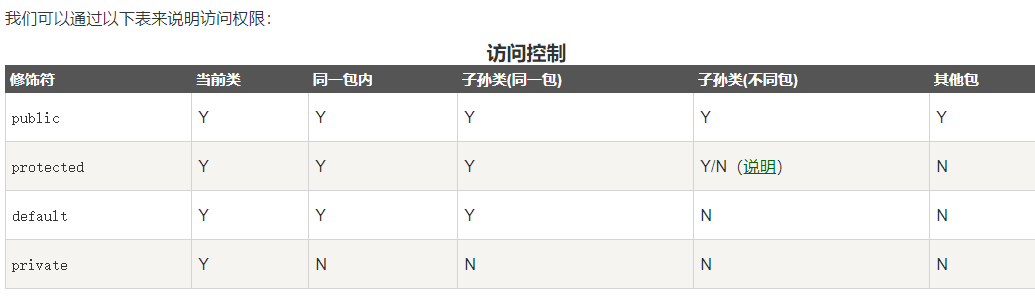 我们可以通过以下表来说明访问权限：
访问控制
修饰符 当前类 同一包内 子孙类(同一包) 子孙类(不同包) 其他包
public Y Y Y Y Y
protected Y Y Y Y/N（说明） N
default Y Y Y N N
private Y N N N N